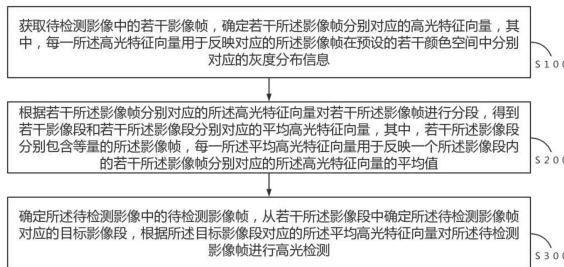 获取待检测影像中的若干影像帧，确定若干所述影像帧分别对应的高光特征向量，其
中，每一所述高光特征向量用于反映对应的所述影像帧在预设的若干颜色空间中分别
对应的灰度分布信息
S100
根据若干所述影像帧分别对应的所述高光特征向量对若干所述影像帧进行分段，得到
若干影像段和若干所述影像段分别对应的平均高光特征向量，其中，若干所述影像段
分别包含等量的所述影像帧，每一所述平均高光特征向量用于反映一个所述影像段内
的若干所述影像帧分别对应的所述高光特征向量的平均值
S200
确定所述待检测影像中的待检测影像帧，从若干所述影像段中确定所述待检测影像帧
对应的目标影像段，根据所述目标影像段对应的所述平均高光特征向量对所述待检测
影像帧进行高光检测
S300